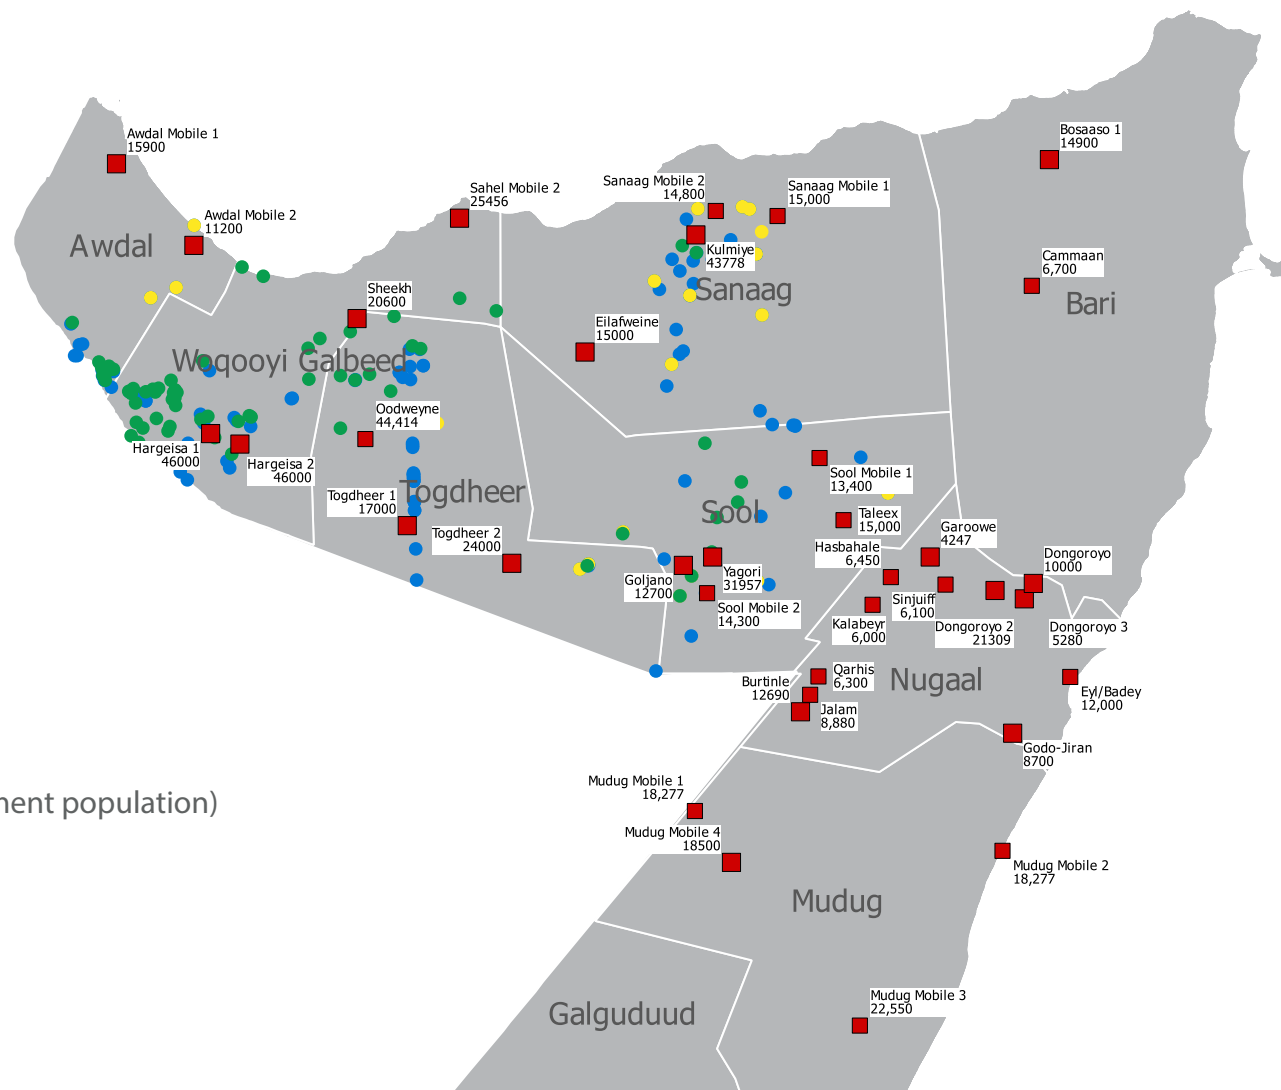 Bosaaso 1
14900
Awdal Mobile 1
15900
Sanaag Mobile 2
14,800
Sanaag Mobile 1
15,000
Sahel Mobile 2
25456
Awdal Mobile 2
11200
Awdal
Kulmiye
43778
Cammaan
6,700
Sheekh
20600
Sanaag
Bari
Eilafweine
15000
Woqooyi Galbeed
Oodweyne
44,414
Hargeisa 1
46000
Hargeisa 2
46000
Sool Mobile 1
13,400
Togdheer 1
17000
Togdheer
Sool
Taleex
15,000
Togdheer 2
24000
Garoowe
4247
Hasbahale
6,450
Dongoroyo
10000
Goljano
12700
Yagori
31957
Sool Mobile 2
14,300
Sinjuiff
6,100
Kalabeyr
6,000
Dongoroyo 2
21309
Dongoroyo 3
5280
Qarhis
6,300
Nugaal
Burtinle
12690
Jalam
8,880
Eyl/Badey
12,000
Godo-Jiran
8700
Mudug Mobile 1
18,277
ment population)
Mudug Mobile 4
18500
Mudug Mobile 2
18,277
Mudug
Mudug Mobile 3
22,550
Galguduud